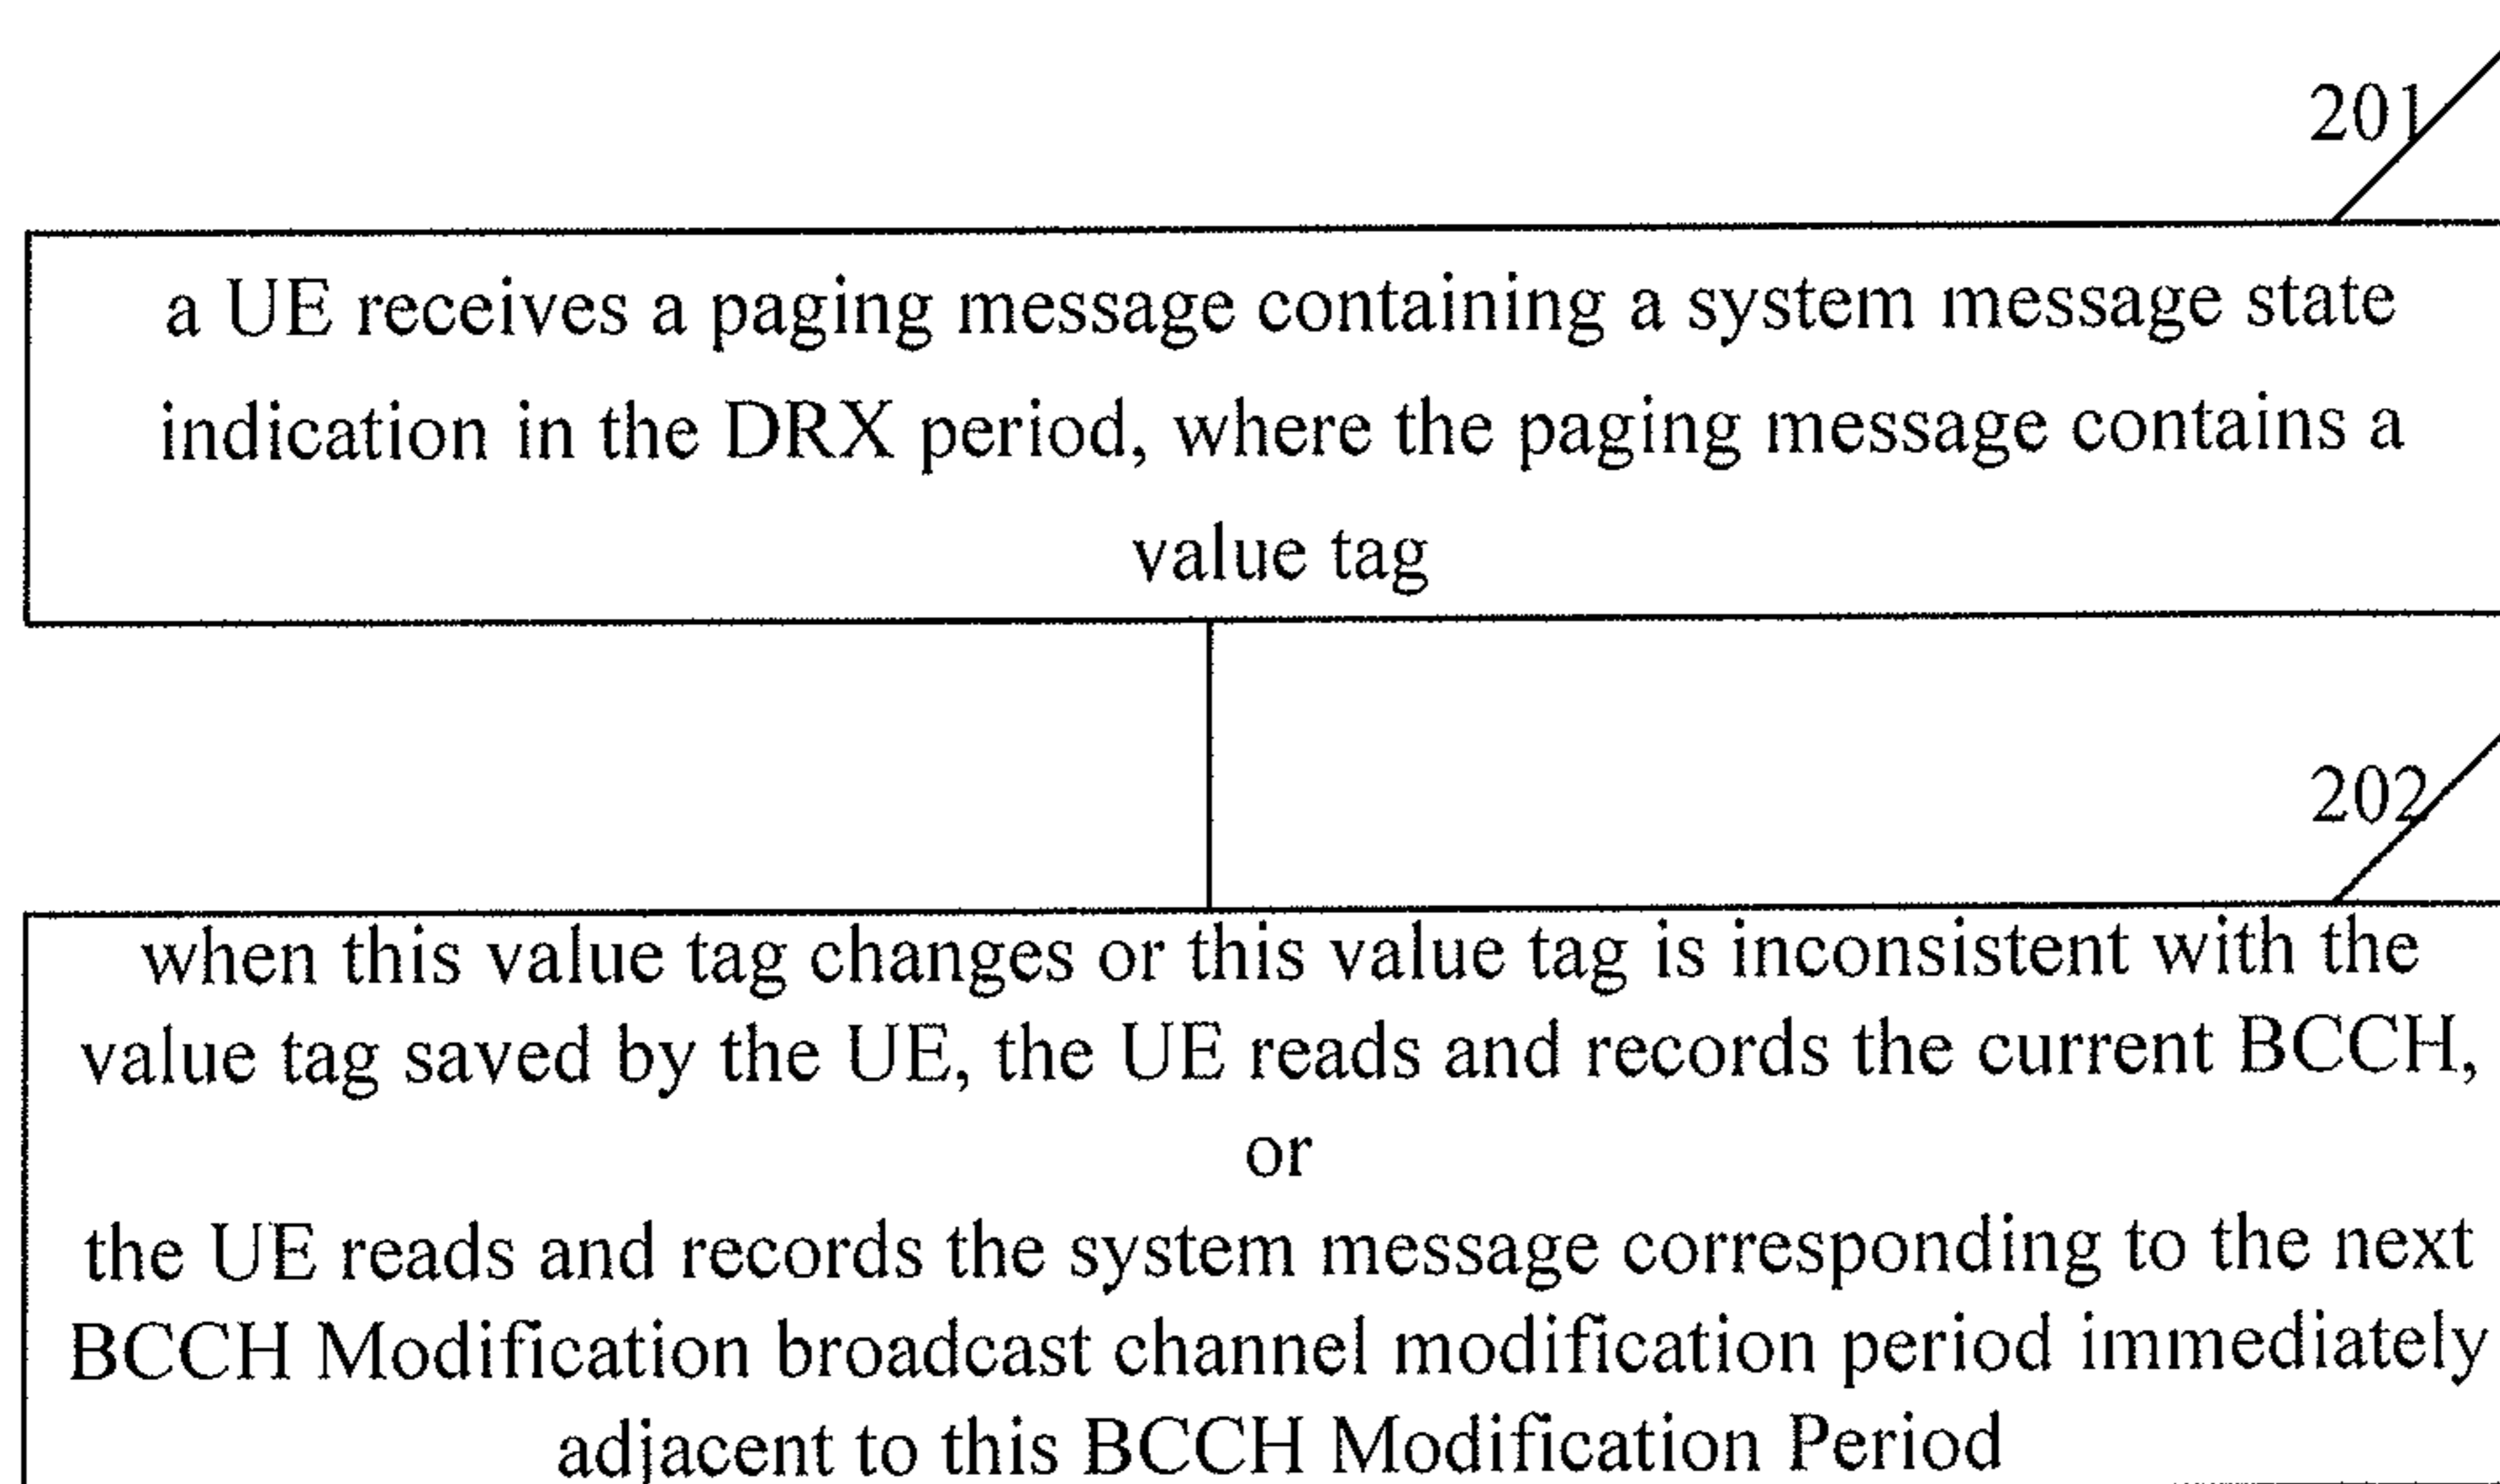 201
a UE receives a paging message containing a system message state
indication in the DRX period, where the paging message contains a
value tag
202
when this value tag changes or this value tag is inconsistent with the
value tag saved by the UE, the UE reads and records the current BCCH,
or
the UE reads and records the system message corresponding to the next
BCCH Modification broadcast channel modification period immediately
adjacent to this BCCH Modification Period